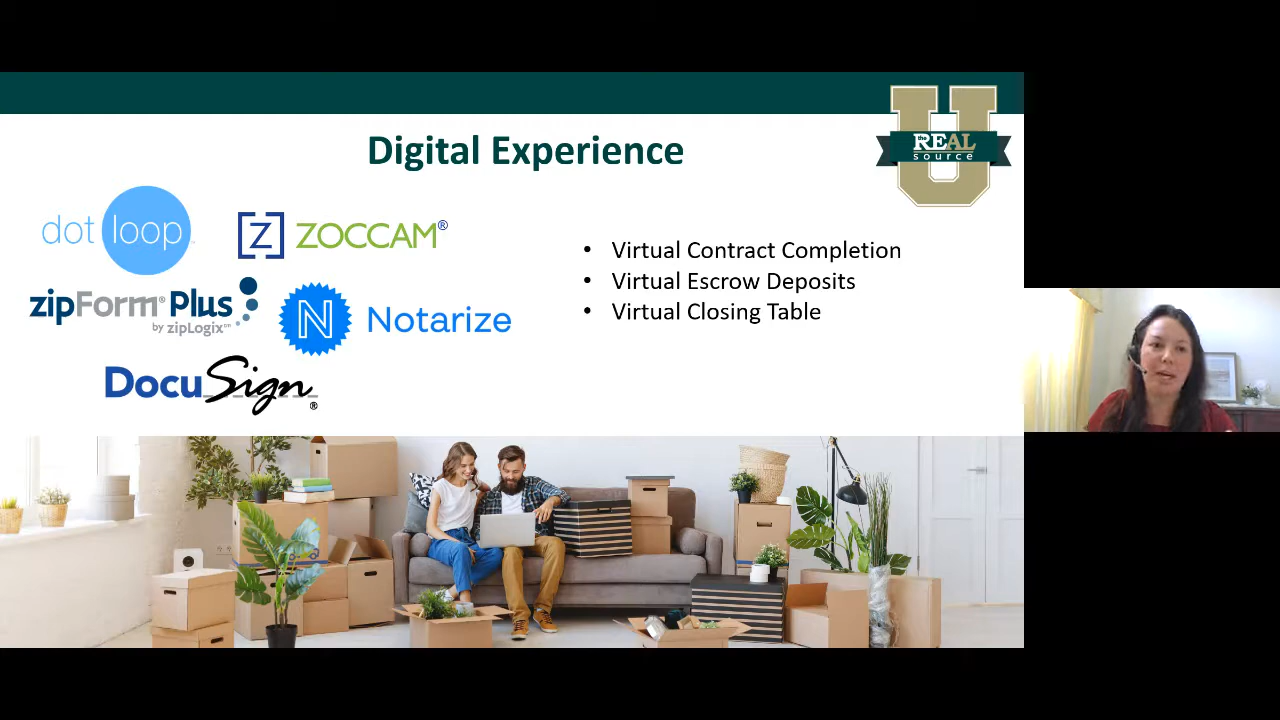 Digital Experience
the
REAL
source
dot loop
ZOCCAM®
zipForm® Plus
by zipLogix
Notarize
DocuSign®
• Virtual Contract Completion
• Virtual Escrow Deposits
• Virtual Closing Table